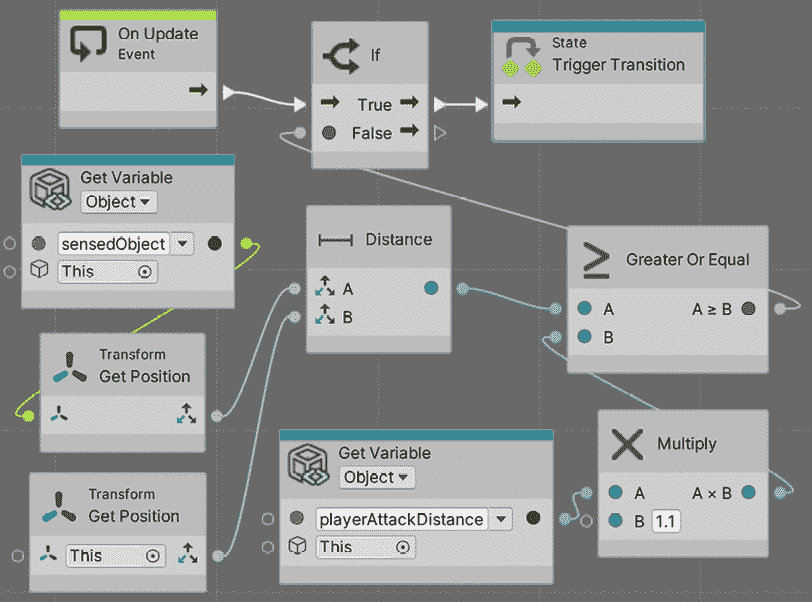 On Update
Event
If
True
False
State
Trigger Transition
Get Variable
Object
sensedObject
This
Distance
A
B
Greater Or Equal
A A ≥ B
B
Transform
Get Position
Transform
Get Position
This
Get Variable
Object
playerAttackDistance
This
Multiply
A A × B
B 1.1